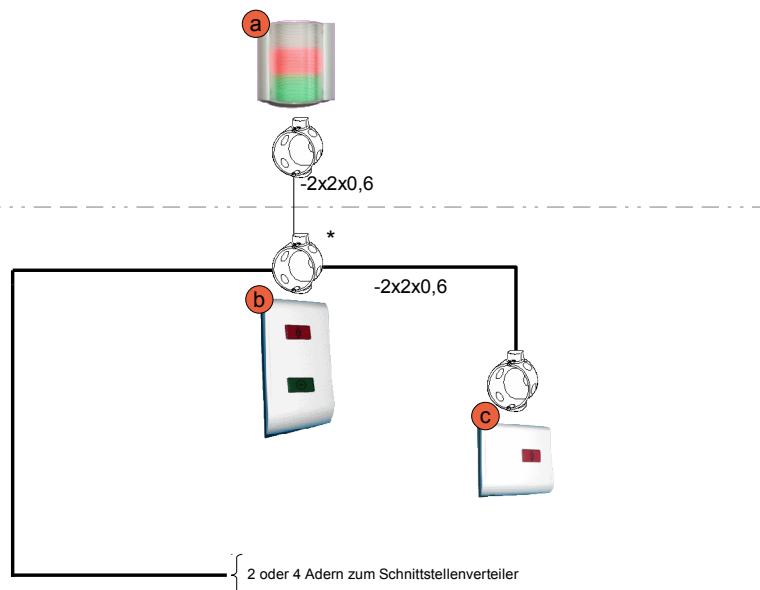 a
-2x2x0,6
*
-2x2x0,6
b
c
2 oder 4 Adern zum Schnittstellenverteiler